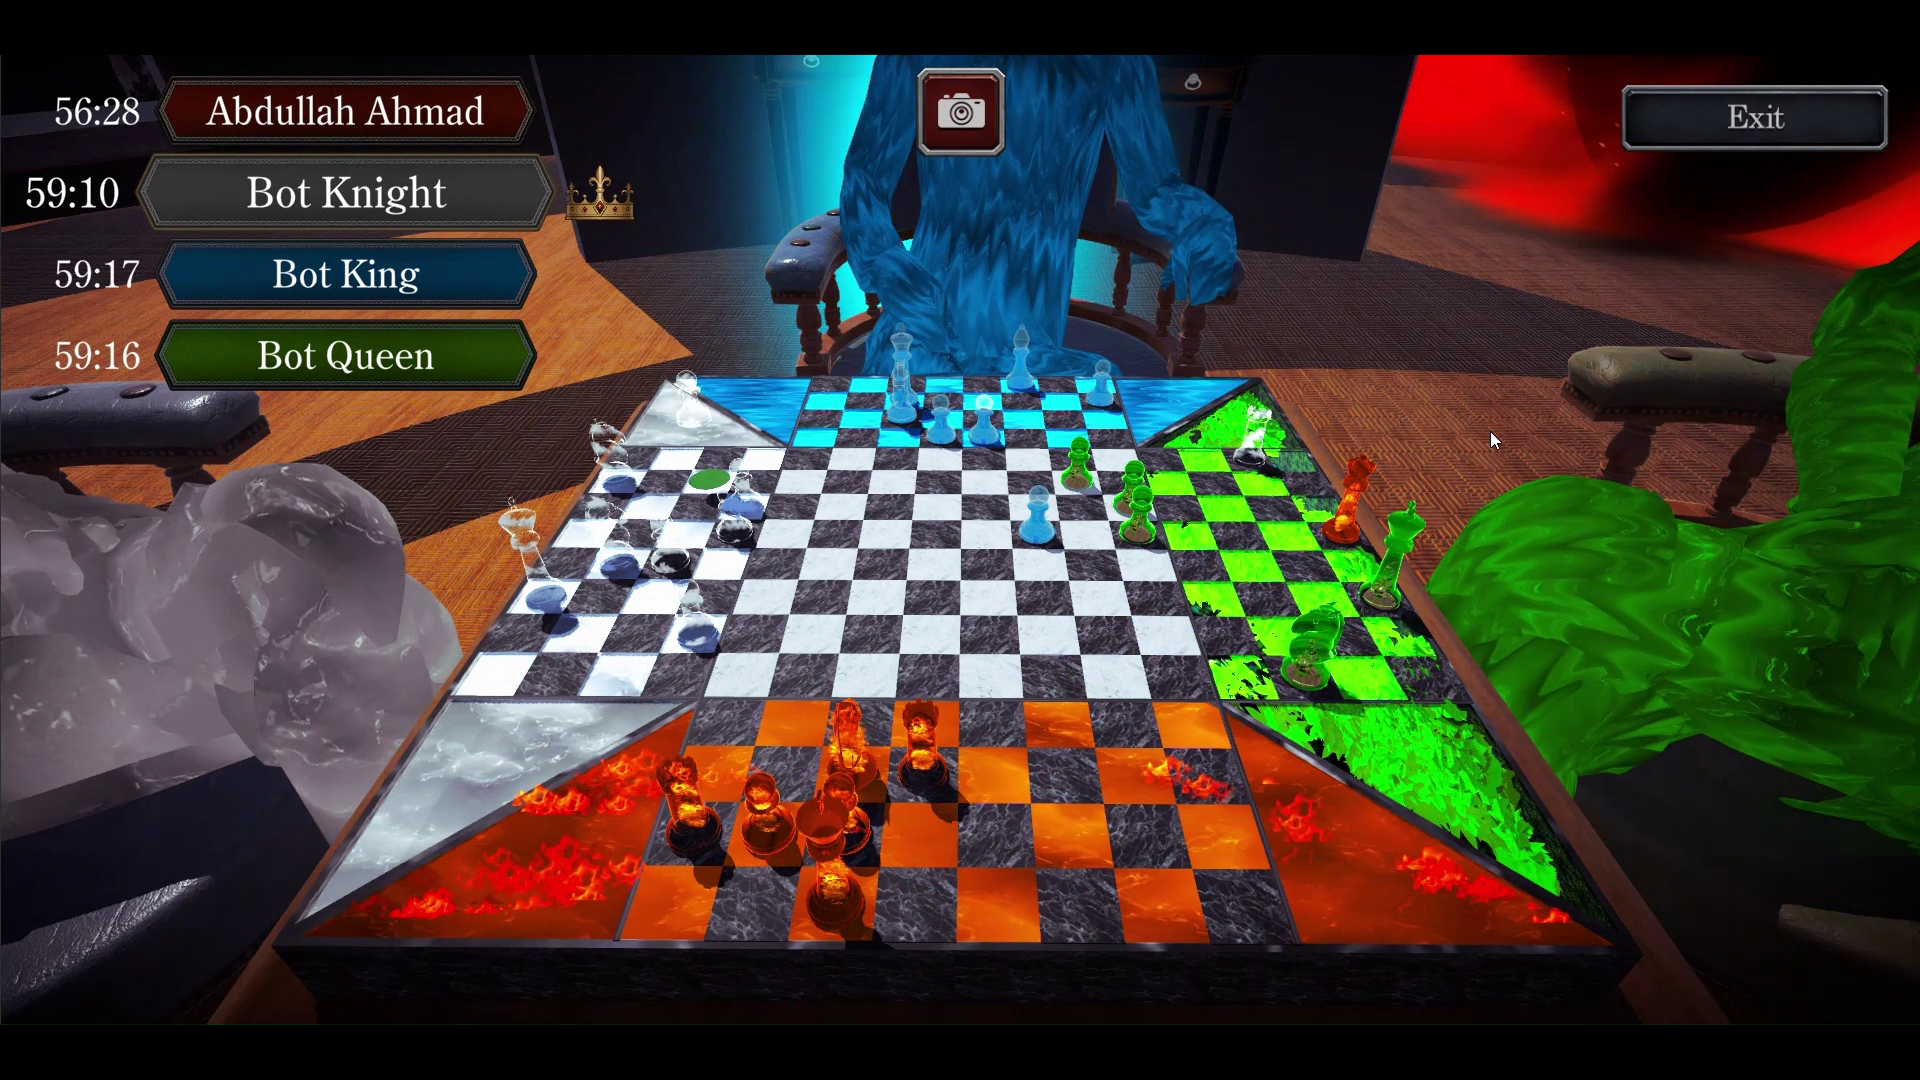 56:28 Abdullah Ahmad
59:10 Bot Knight
59:17 Bot King
59:16 Bot Queen
Exit